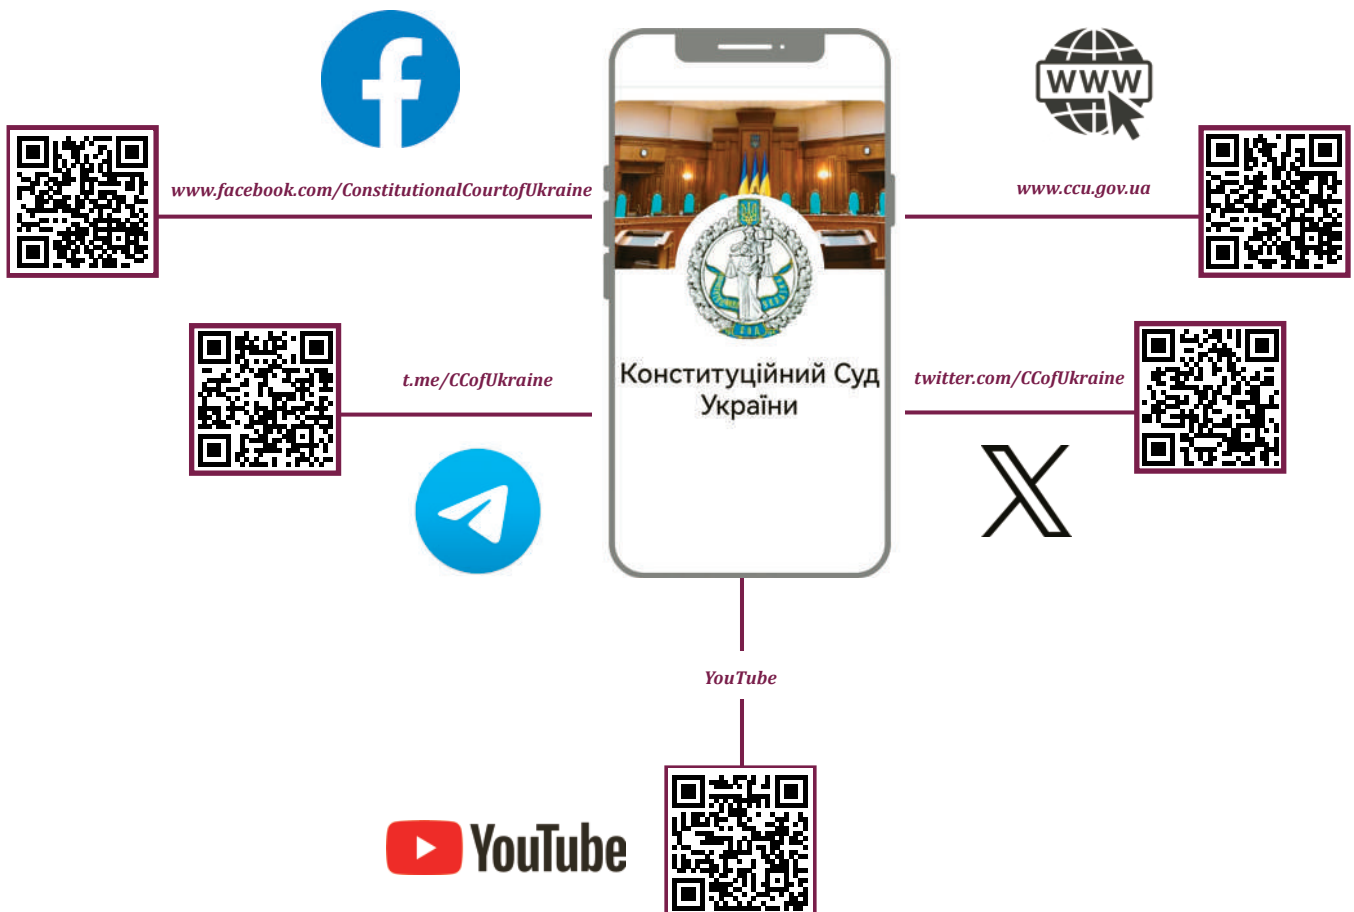 WWW
www.facebook.com/ConstitutionalCourtofUkraine
www.ccu.gov.ua
t.me/CCofUkraine
Конституційний Суд
України
twitter.com/CCofUkraine
YouTube
YouTube